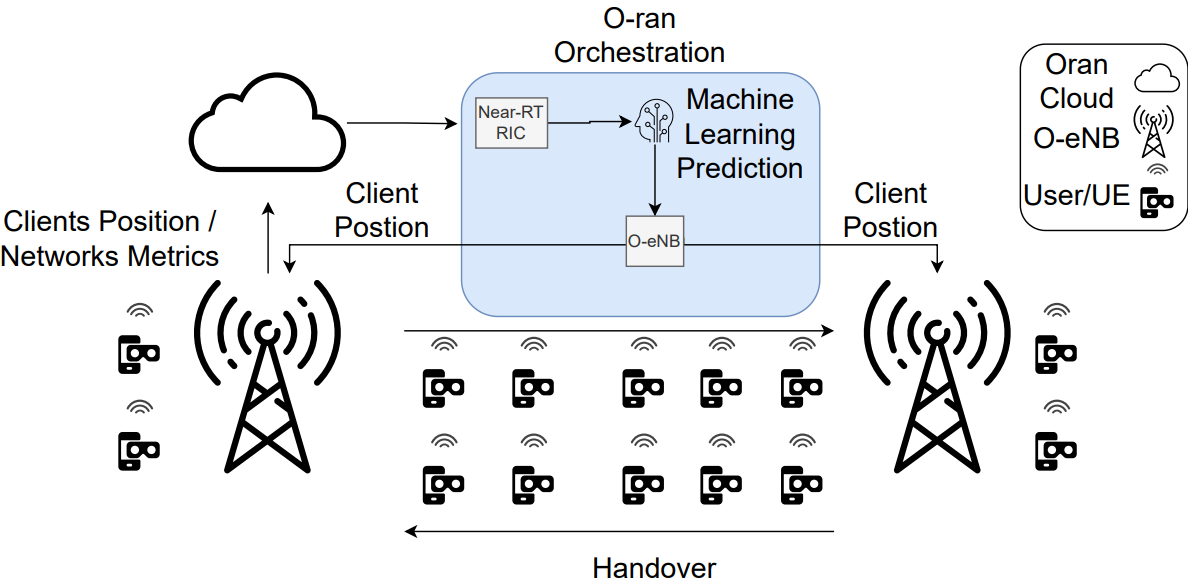 O-ran
Orchestration
Near-RT
RIC
Machine
Learning
Prediction
Oran
Cloud
O-eNB
User/UE
Clients Position /
Networks Metrics
Client
Postion
O-eNB
Client
Postion
Handover